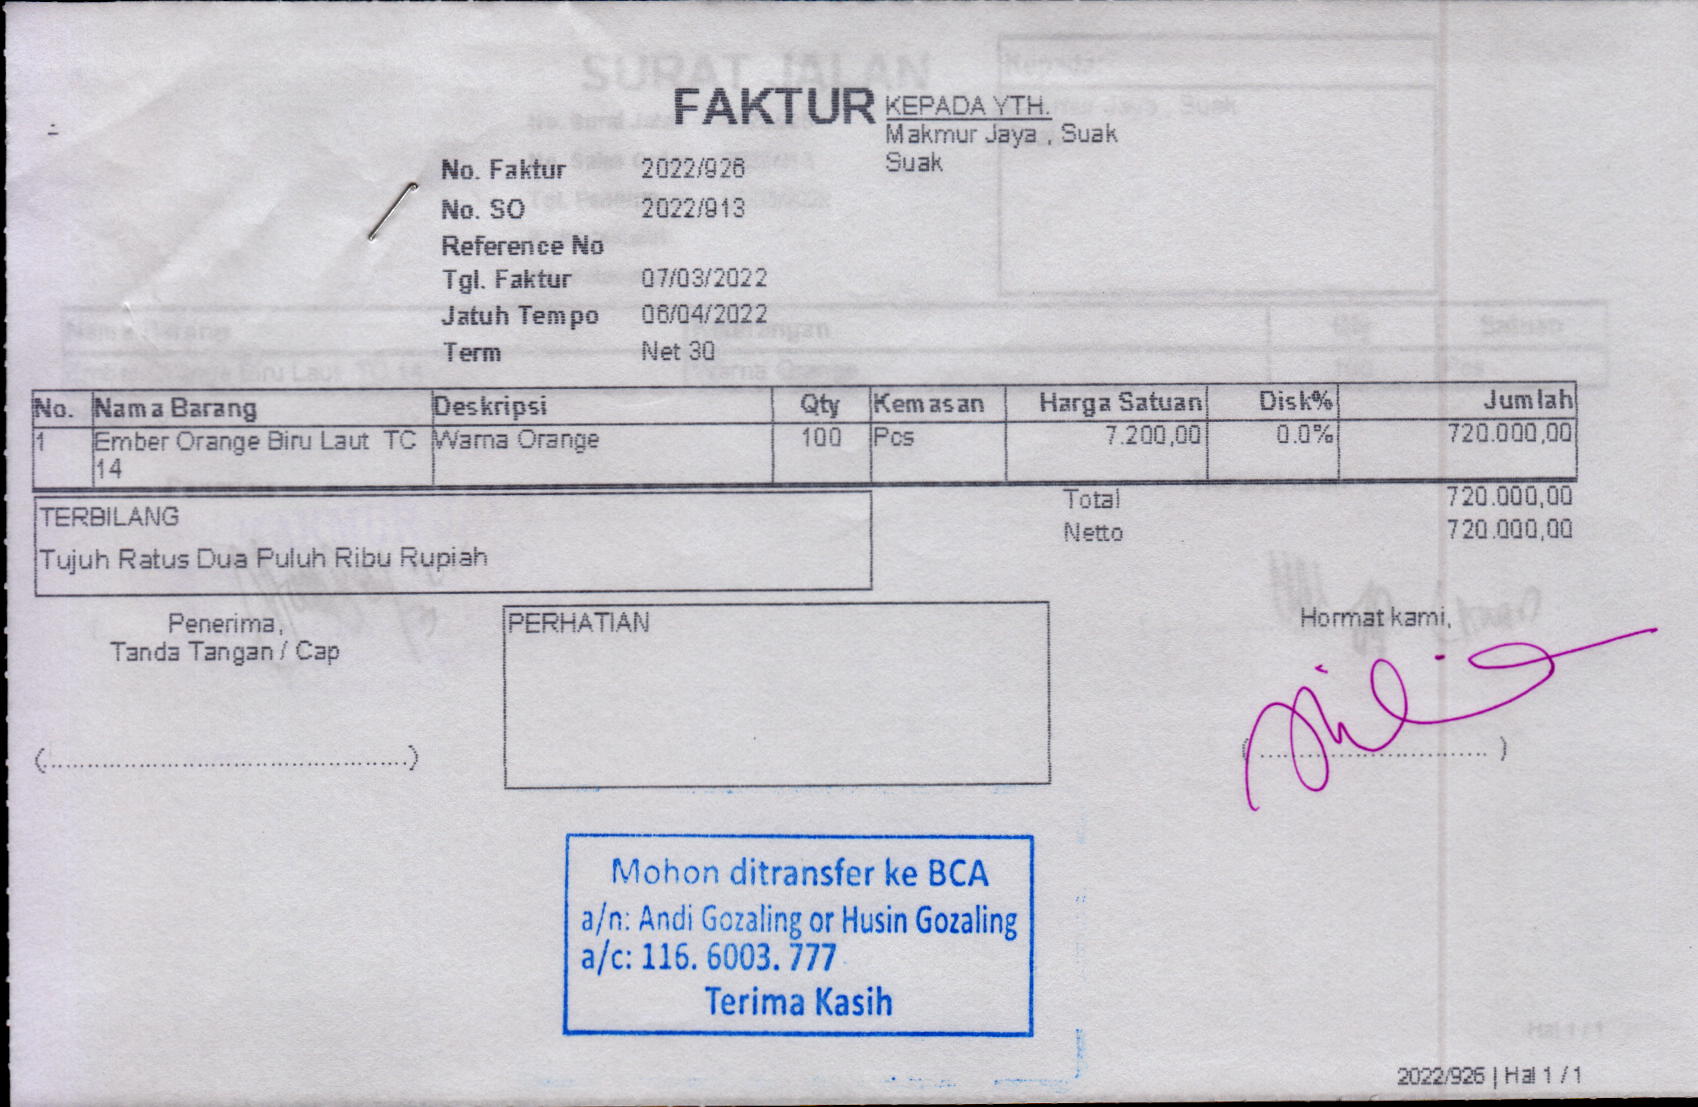 FAKTUR
KEPADA YTH.
Makmur Jaya , Suak
Suak
No. Faktur 2022/926
No. SO 2022/913
Reference No
Tgl. Faktur 07/03/2022
Jatuh Tempo 06/04/2022
Term Net 30
No. Nama Barang Deskripsi Qty Kemasan Harga Satuan Disk% Jumlah
1 Ember Orange Biru Laut TC 14 Warna Orange 100 Pcs 7.200,00 0.0% 720.000,00
Total 720.000,00
Netto 720.000,00
TERBILANG
Tujuh Ratus Dua Puluh Ribu Rupiah
Penerima,
Tanda Tangan / Cap
PERHATIAN
Hormat kami,
Mohon ditransfer ke BCA
a/n: Andi Gozaling or Husin Gozaling
a/c: 116. 6003. 777
Terima Kasih
2022/926 | Hal 1 / 1